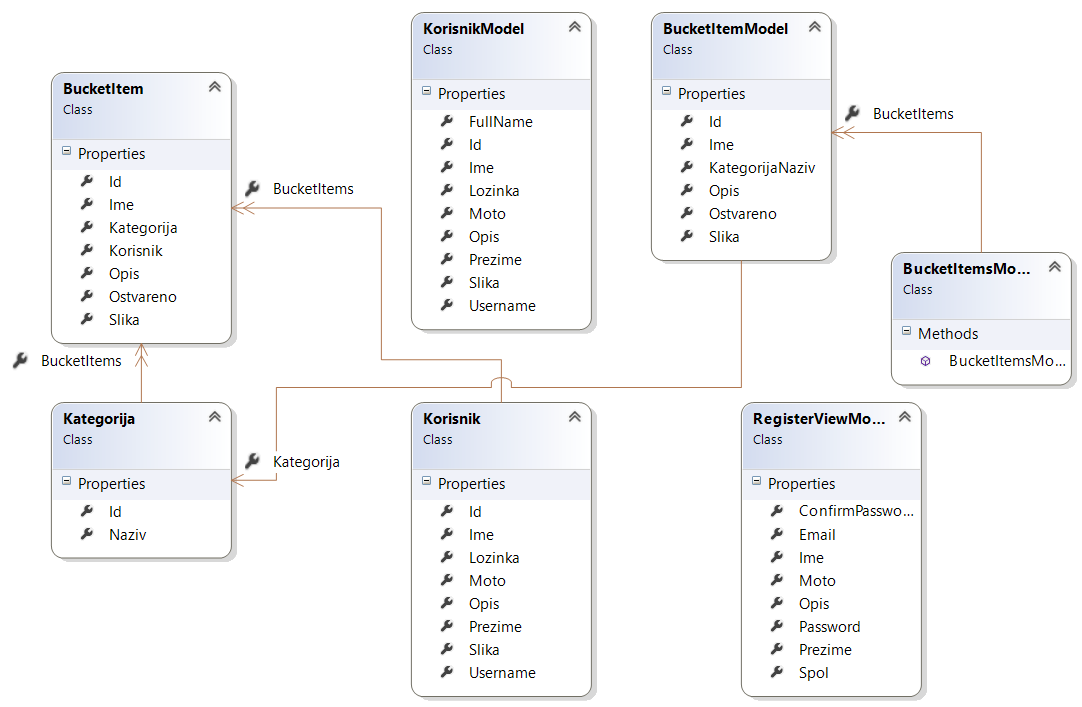 BucketItem
Class
Properties
Id
Ime
Kategorija
Korisnik
Opis
Ostvareno
Slika
KorisnikModel
Class
Properties
FullName
Id
Ime
Lozinka
Moto
Opis
Prezime
Slika
Username
BucketItemModel
Class
Properties
Id
Ime
KategorijaNaziv
Opis
Ostvareno
Slika
BucketItems
BucketItemsMo...
Class
Methods
BucketItemsMo...
BucketItems
BucketItems
Kategorija
Class
Properties
Id
Naziv
Kategorija
Korisnik
Class
Properties
Id
Ime
Lozinka
Moto
Opis
Prezime
Slika
Username
RegisterViewMo...
Class
Properties
ConfirmPasswo...
Email
Ime
Moto
Opis
Password
Prezime
Spol